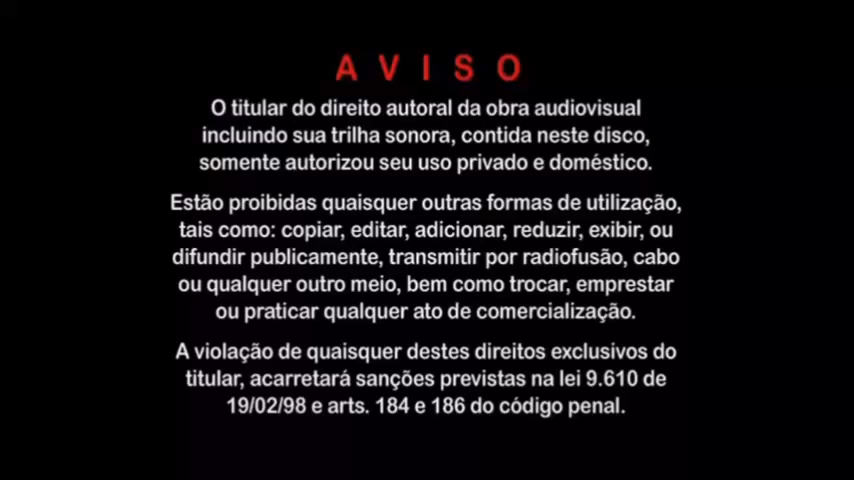 AVISO
O titular do direito autoral da obra audiovisual
incluindo sua trilha sonora, contida neste disco,
somente autorizou seu uso privado e doméstico.
Estão proibidas quaisquer outras formas de utilização,
tais como: copiar, editar, adicionar, reduzir, exibir, ou
difundir publicamente, transmitir por radiofusão, cabo
ou qualquer outro meio, bem como trocar, emprestar
ou praticar qualquer ato de comercialização.
A violação de quaisquer destes direitos exclusivos do
titular, acarretará sanções previstas na lei 9.610 de
19/02/98 e arts. 184 e 186 do código penal.